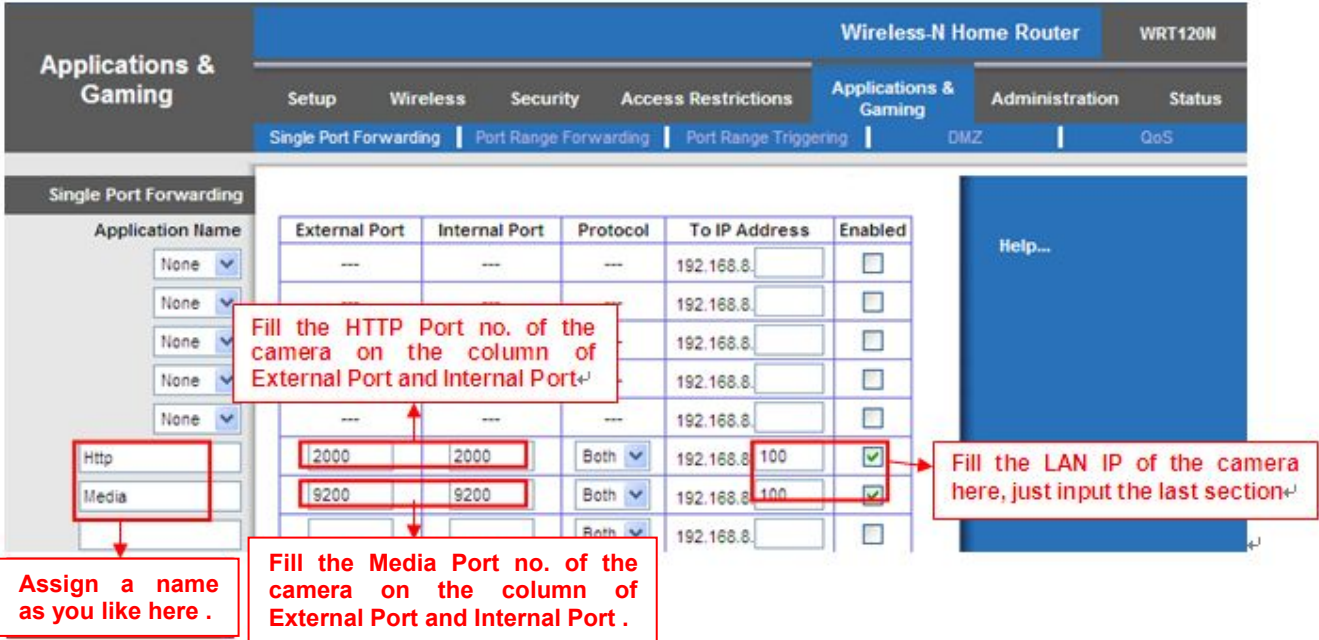 Wireless-N Home Router WRT120N
Applications &
Gaming
Setup Wireless Security Access Restrictions Applications & Gaming Administration Status
Single Port Forwarding Port Range Forwarding Port Range Triggering DMZ QoS
Single Port Forwarding
Application Name External Port Internal Port Protocol To IP Address Enabled
Help...
None --- --- --- 192.168.8.
None --- --- 192.168.8.
None 192.168.8.
None 192.168.8.
None --- --- --- 192.168.8.
Fill the HTTP Port no. of the
camera on the column of
External Port and Internal Port↵
Http 2000 2000 Both 192.168.8. 100
Media 9200 9200 Both 192.168.8. 100
Both 192.168.8.
Fill the LAN IP of the camera
here, just input the last section↵
↵
Assign a name
as you like here .
Fill the Media Port no. of the
camera on the column of
External Port and Internal Port .